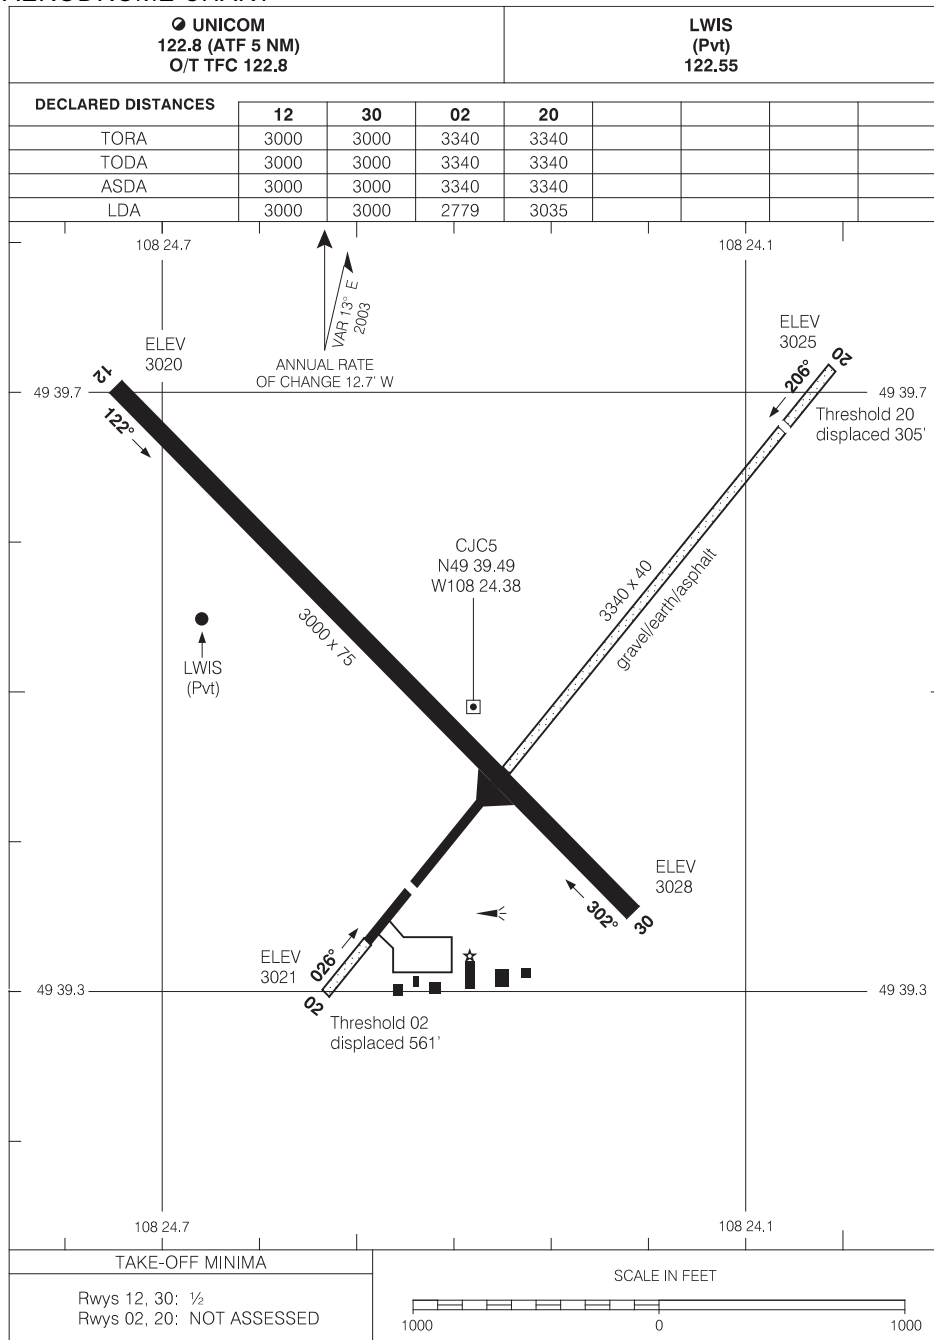 UNICOM
122.8 (ATF 5 NM)
O/T TFC 122.8
LWIS
(Pvt)
122.55
DECLARED DISTANCES 12 30 02 20
TORA 3000 3000 3340 3340
TODA 3000 3000 3340 3340
ASDA 3000 3000 3340 3340
LDA 3000 3000 2779 3035
108 24.7
108 24.1
VAR 13° E
2003
ANNUAL RATE
OF CHANGE 12.7' W
ELEV
3020
12
122°
ELEV
3025
20
206°
49 39.7
49 39.7
Threshold 20
displaced 305'
CJC5
N49 39.49
W108 24.38
3340 x 40
gravel/earth/asphalt
3000 x 75
LWIS
(Pvt)
ELEV
3028
302°
30
ELEV
3021
026°
02
49 39.3
49 39.3
Threshold 02
displaced 561'
108 24.7
108 24.1
TAKE-OFF MINIMA
Rwys 12, 30: ½
Rwys 02, 20: NOT ASSESSED
SCALE IN FEET
1000 0 1000